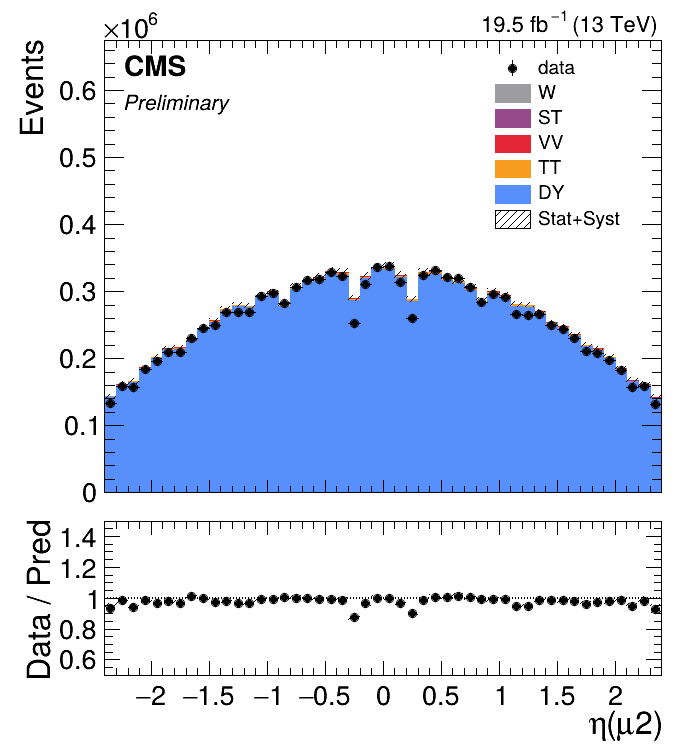 ×10⁶
19.5 fb⁻¹ (13 TeV)
CMS
Preliminary
data
W
ST
VV
TT
DY
Stat+Syst
Events
0.6
0.5
0.4
0.3
0.2
0.1
0
Data / Pred
1.4
1.2
1
0.8
0.6
−2 −1.5 −1 −0.5 0 0.5 1 1.5 2
η(μ2)